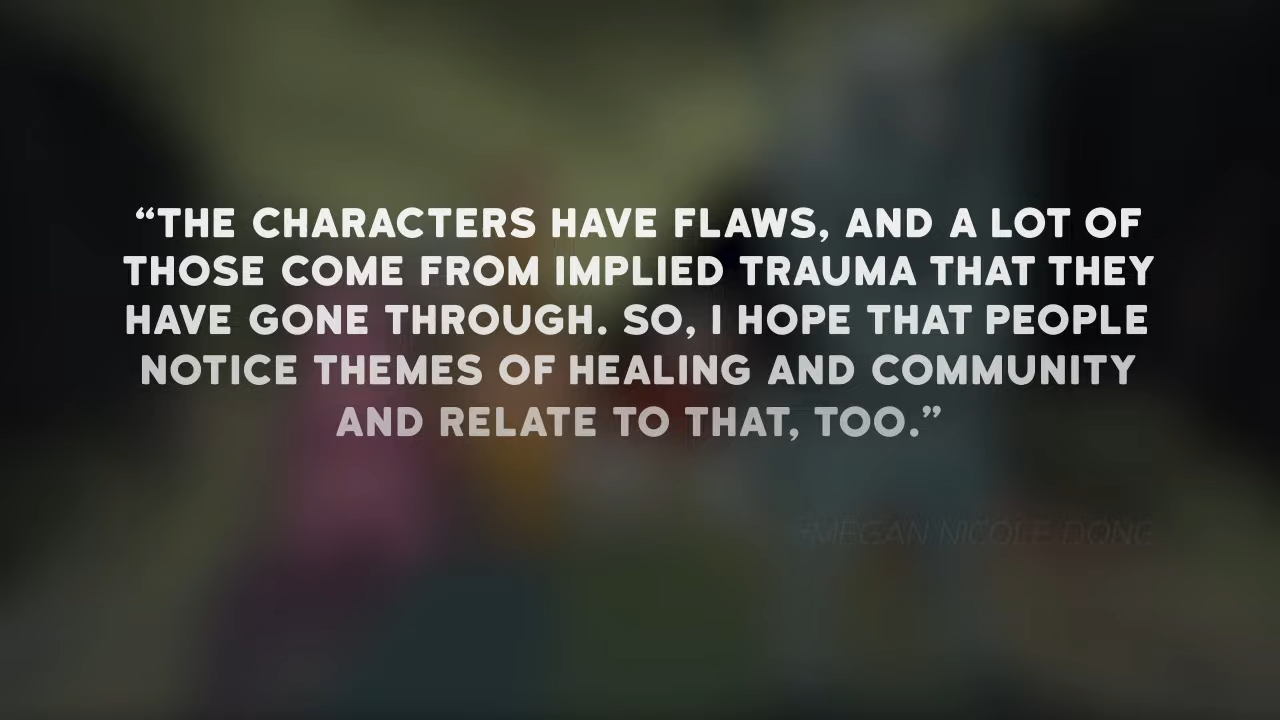 “THE CHARACTERS HAVE FLAWS, AND A LOT OF
THOSE COME FROM IMPLIED TRAUMA THAT THEY
HAVE GONE THROUGH. SO, I HOPE THAT PEOPLE
NOTICE THEMES OF HEALING AND COMMUNITY
AND RELATE TO THAT, TOO.”
MEGAN NICOLE DONG